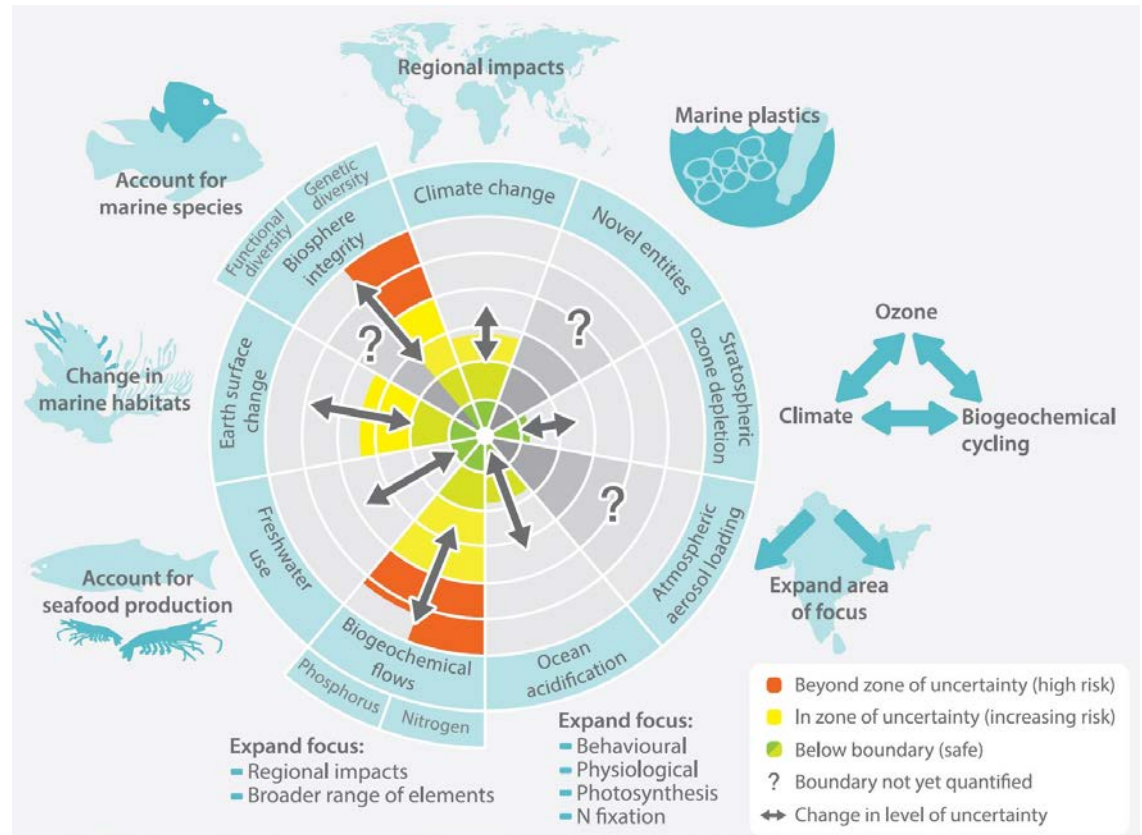 Regional impacts
Marine plastics
Account for
marine species
Genetic
diversity
Functional
diversity
Biosphere
integrity
Climate change
Novel entities
Stratospheric
ozone depletion
Atmospheric
aerosol loading
Ocean
acidification
Biogeochemical
flows
Phosphorus
Nitrogen
Freshwater
use
Earth surface
change
?
?
?
Change in
marine habitats
Account for
seafood production
Ozone
Climate
Biogeochemical
cycling
Expand area
of focus
Expand focus:
Regional impacts
Broader range of elements
Expand focus:
Behavioural
Physiological
Photosynthesis
N fixation
Beyond zone of uncertainty (high risk)
In zone of uncertainty (increasing risk)
Below boundary (safe)
? Boundary not yet quantified
Change in level of uncertainty